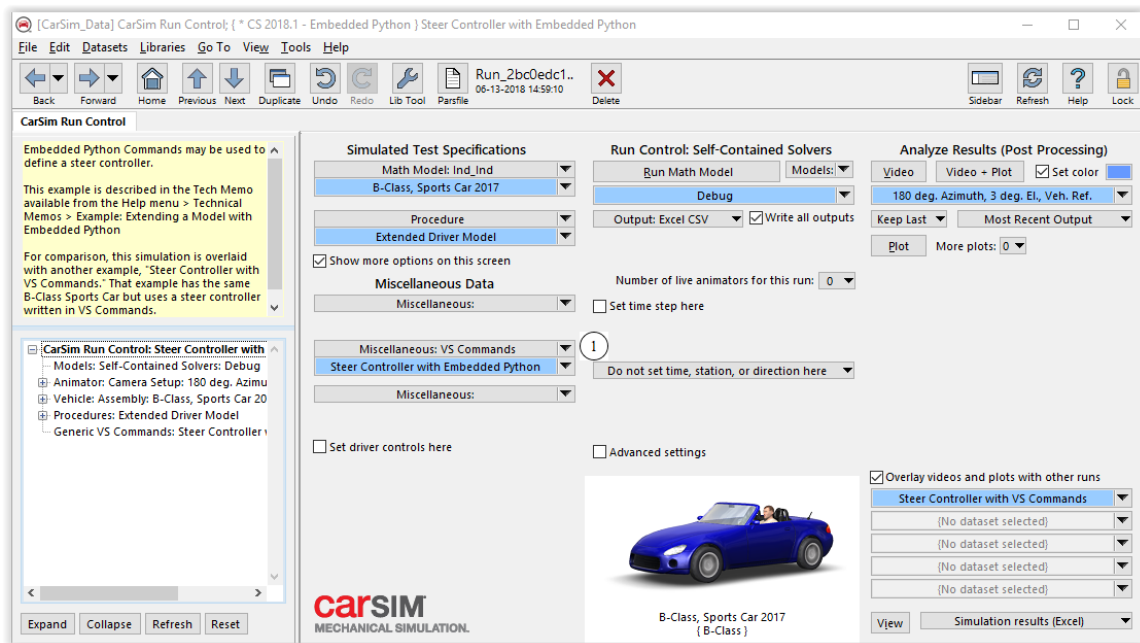 [CarSim_Data] CarSim Run Control; { * CS 2018.1 - Embedded Python } Steer Controller with Embedded Python
File Edit Datasets Libraries Go To View Tools Help
Back Forward Home Previous Next Duplicate Undo Redo Lib Tool Parsfile
Run_2bc0edc1..
06-13-2018 14:59:10
Delete Sidebar Refresh Help Lock
CarSim Run Control
Embedded Python Commands may be used to
define a steer controller.
This example is described in the Tech Memo
available from the Help menu > Technical
Memos > Example: Extending a Model with
Embedded Python
For comparison, this simulation is overlaid
with another example, "Steer Controller with
VS Commands." That example has the same
B-Class Sports Car but uses a steer controller
written in VS Commands.
CarSim Run Control: Steer Controller with
Models: Self-Contained Solvers: Debug
Animator: Camera Setup: 180 deg. Azimu
Vehicle: Assembly: B-Class, Sports Car 20
Procedures: Extended Driver Model
Generic VS Commands: Steer Controller
Expand Collapse Refresh Reset
Simulated Test Specifications
Math Model: Ind_Ind
B-Class, Sports Car 2017
Procedure
Extended Driver Model
Show more options on this screen
Miscellaneous Data
Miscellaneous:
Miscellaneous: VS Commands
Steer Controller with Embedded Python
Miscellaneous:
Set driver controls here
carSIM
MECHANICAL SIMULATION.
Run Control: Self-Contained Solvers
Run Math Model Models:
Debug
Output: Excel CSV Write all outputs
Number of live animators for this run: 0
Set time step here
1
Do not set time, station, or direction here
Advanced settings
B-Class, Sports Car 2017
{ B-Class }
Analyze Results (Post Processing)
Video Video + Plot Set color
180 deg. Azimuth, 3 deg. El., Veh. Ref.
Keep Last Most Recent Output
Plot More plots: 0
Overlay videos and plots with other runs
Steer Controller with VS Commands
{No dataset selected}
{No dataset selected}
{No dataset selected}
{No dataset selected}
View Simulation results (Excel)